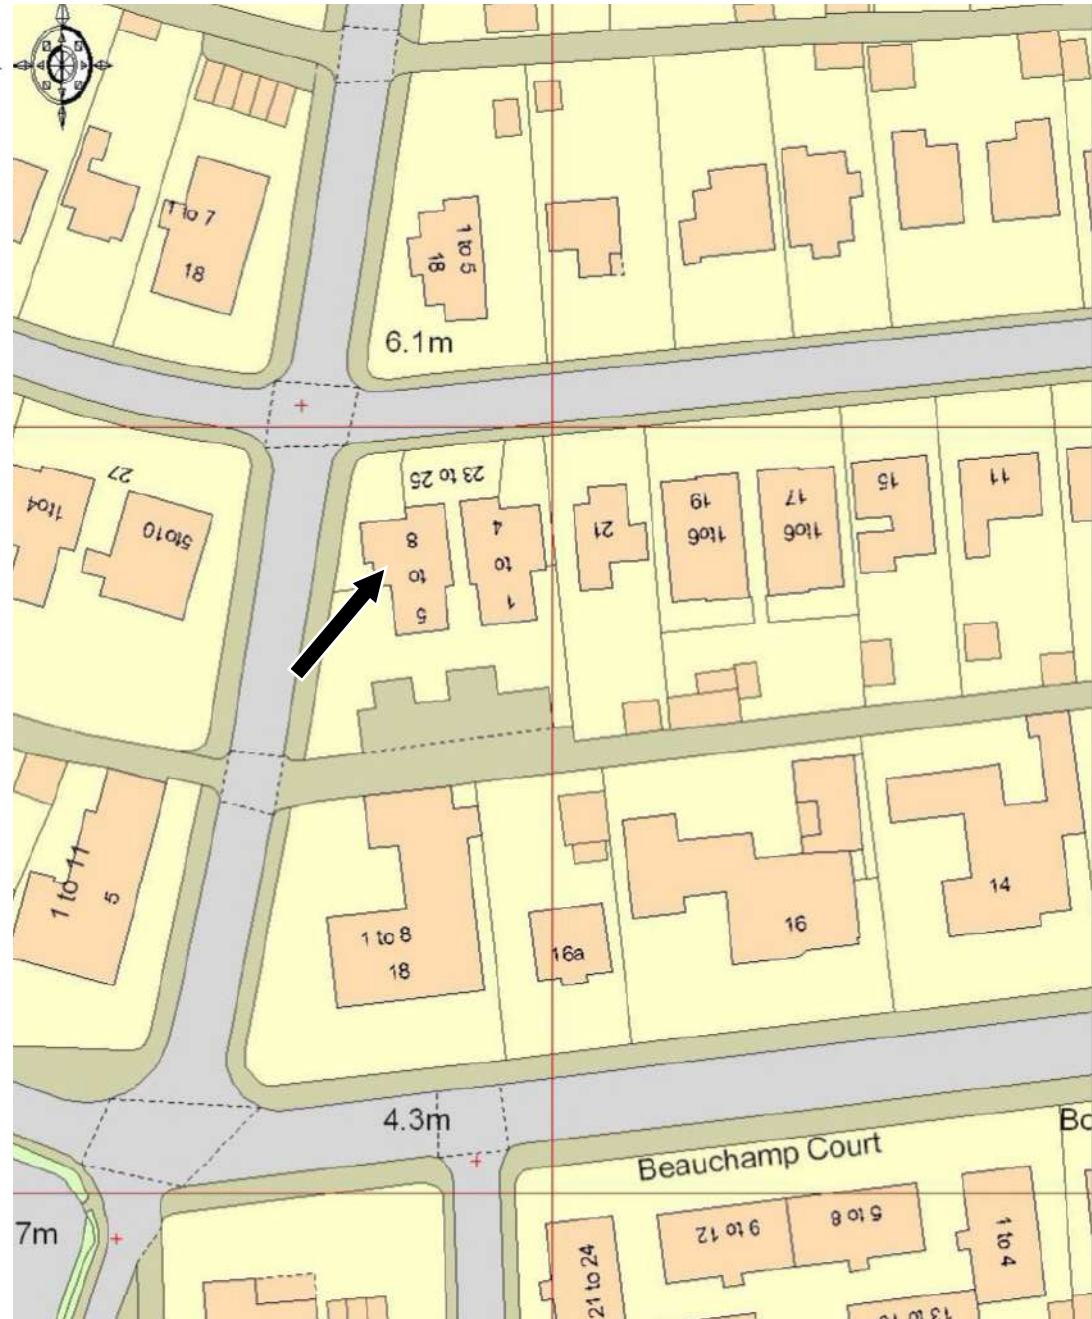 1 to 7
18
1 to 5
18
6.1m
27
1to4
5to10
23 to 25
8
to
5
4
to
1
21
19
1to6
17
1to6
15
11
1 to 11
5
1 to 8
18
16a
16
14
4.3m
Beauchamp Court
Bo
7m
9 to 12
5 to 8
1 to 4
21 to 24